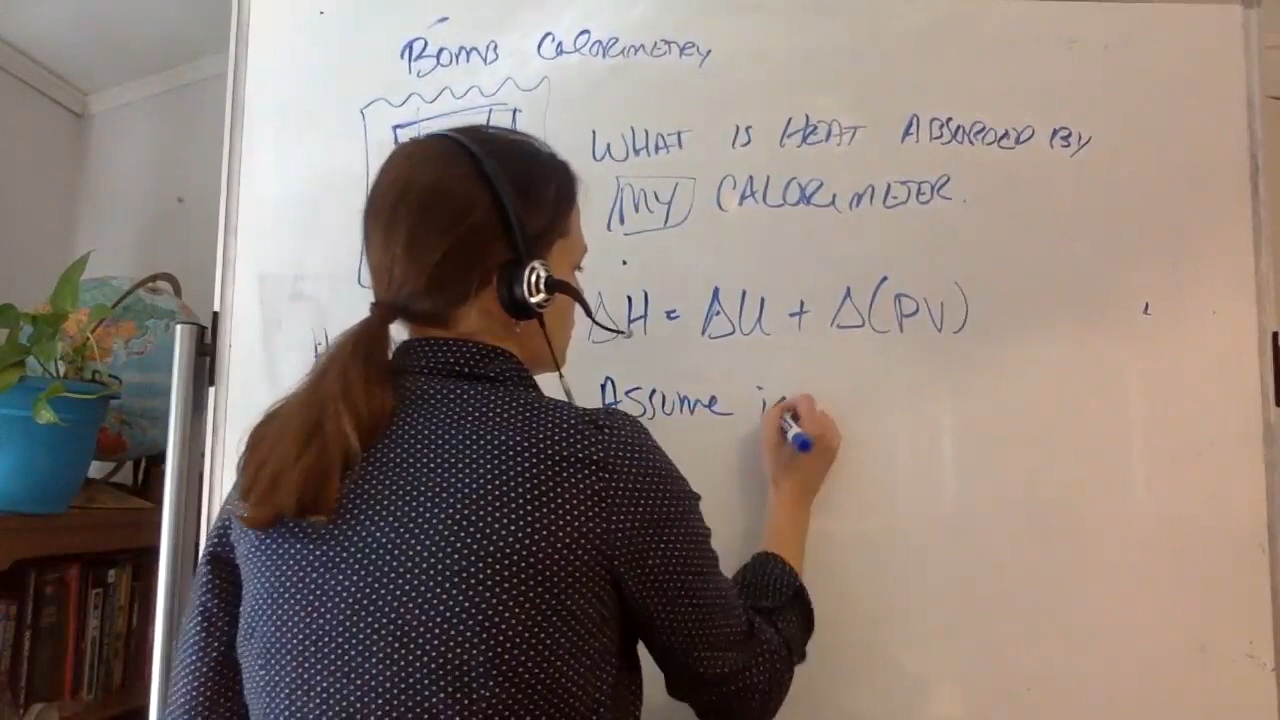 Bomb Calorimetry
WHAT IS HEAT ABSORBED BY
MY CALORIMETER.
ΔH = ΔU + Δ(PV)
Assume